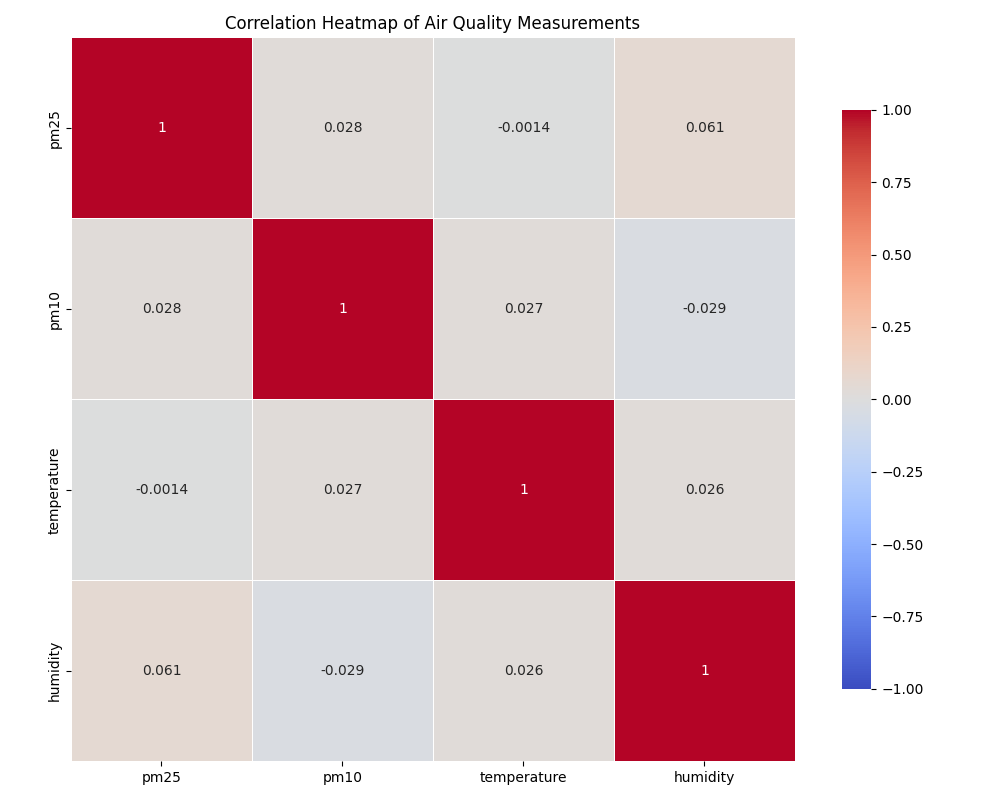 Correlation Heatmap of Air Quality Measurements
pm25 1 0.028 -0.0014 0.061
pm10 0.028 1 0.027 -0.029
temperature -0.0014 0.027 1 0.026
humidity 0.061 -0.029 0.026 1
pm25 pm10 temperature humidity
1.00
0.75
0.50
0.25
0.00
−0.25
−0.50
−0.75
−1.00